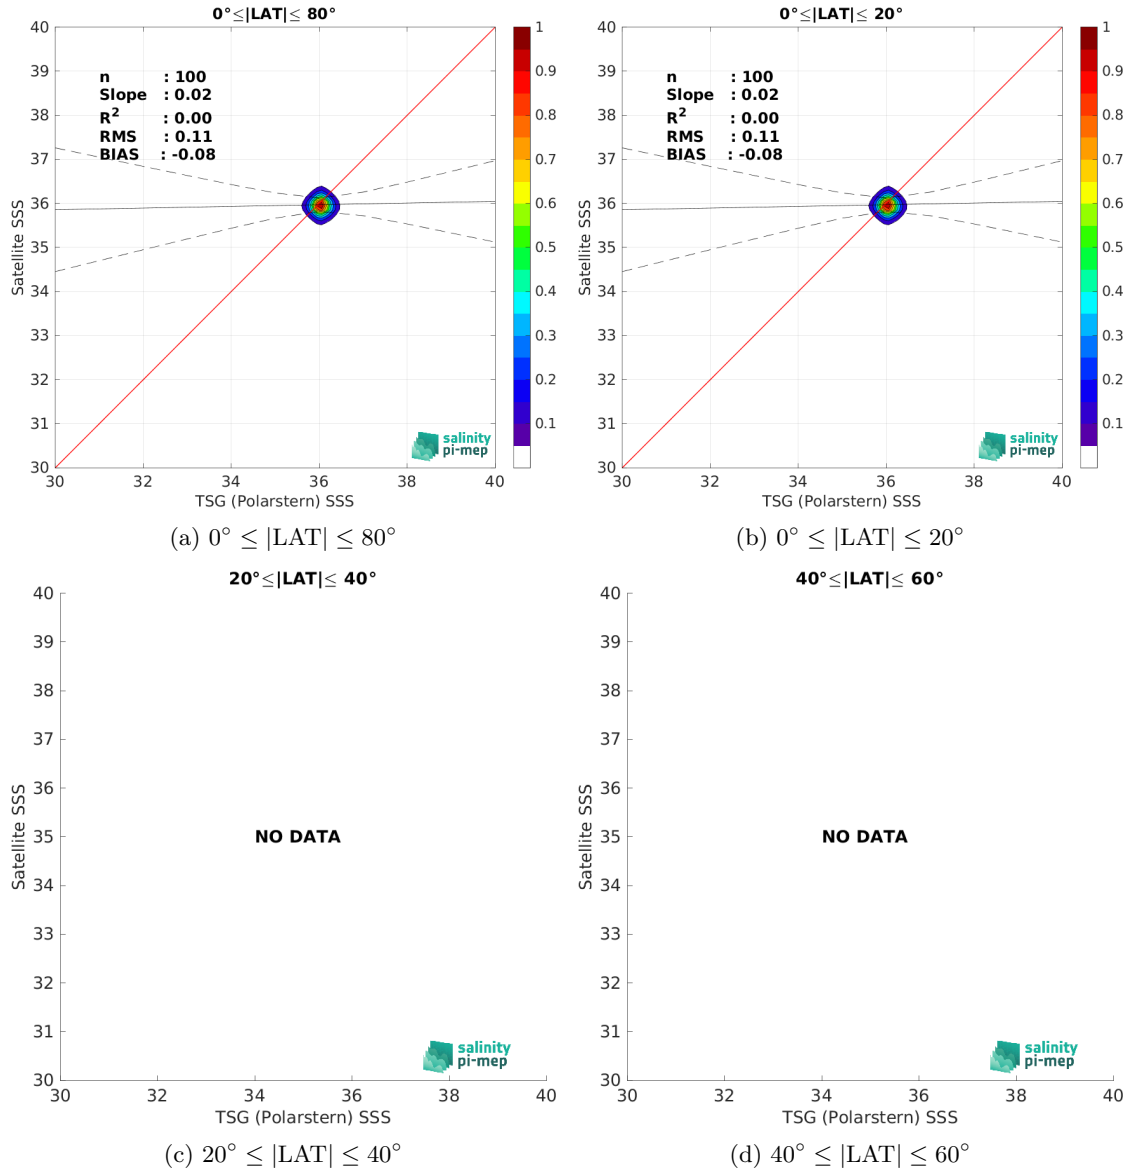 0°≤|LAT|≤ 80°
40
39
38
37
36
35
34
33
32
31
30
Satellite SSS
n : 100
Slope : 0.02
R² : 0.00
RMS : 0.11
BIAS : -0.08
salinity
pi-mep
30 32 34 36 38 40
TSG (Polarstern) SSS
1
0.9
0.8
0.7
0.6
0.5
0.4
0.3
0.2
0.1
(a) 0° ≤ |LAT| ≤ 80°
0°≤|LAT|≤ 20°
40
39
38
37
36
35
34
33
32
31
30
Satellite SSS
n : 100
Slope : 0.02
R² : 0.00
RMS : 0.11
BIAS : -0.08
salinity
pi-mep
30 32 34 36 38 40
TSG (Polarstern) SSS
1
0.9
0.8
0.7
0.6
0.5
0.4
0.3
0.2
0.1
(b) 0° ≤ |LAT| ≤ 20°
20°≤|LAT|≤ 40°
40
39
38
37
36
35
34
33
32
31
30
Satellite SSS
NO DATA
salinity
pi-mep
30 32 34 36 38 40
TSG (Polarstern) SSS
(c) 20° ≤ |LAT| ≤ 40°
40°≤|LAT|≤ 60°
40
39
38
37
36
35
34
33
32
31
30
Satellite SSS
NO DATA
salinity
pi-mep
30 32 34 36 38 40
TSG (Polarstern) SSS
(d) 40° ≤ |LAT| ≤ 60°